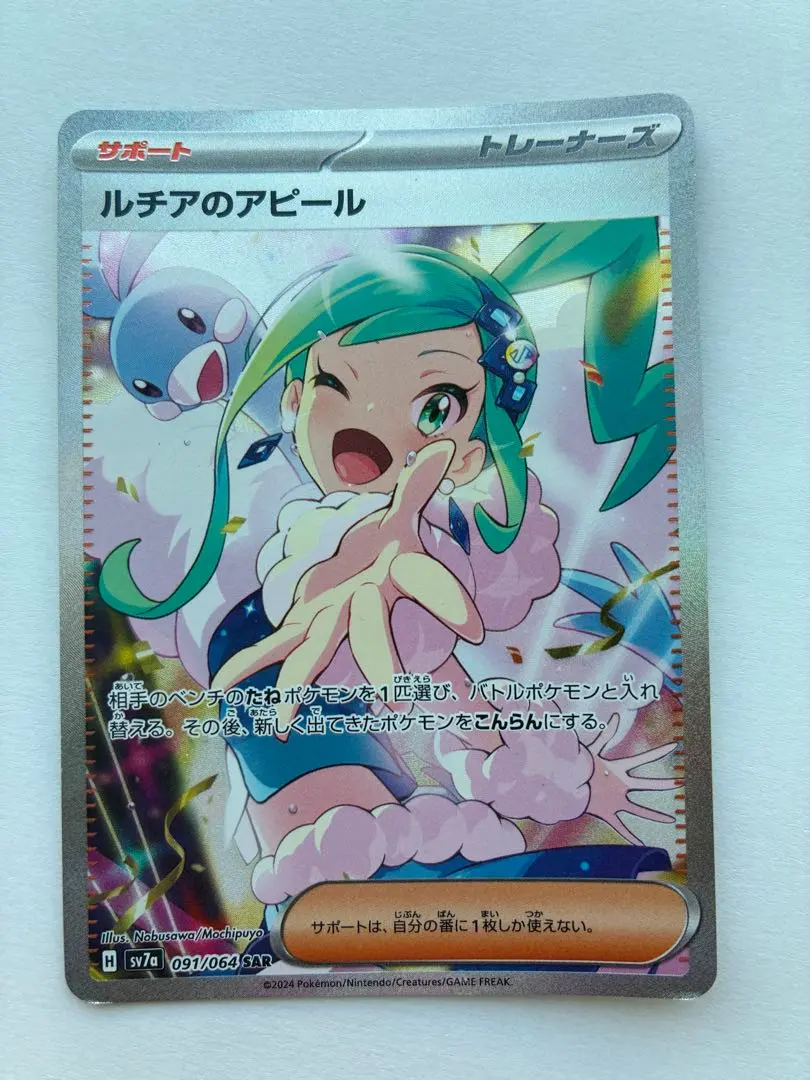 サポート トレーナーズ
ルチアのアピール
相手のベンチのたねポケモンを1匹選び、バトルポケモンと入れ
替える。その後、新しく出てきたポケモンをこんらんにする。
サポートは、自分の番に1枚しか使えない。
Illus. Nobusawa/Mochipuyo
H sv7a 091/064 SAR
©2024 Pokémon/Nintendo/Creatures/GAME FREAK.